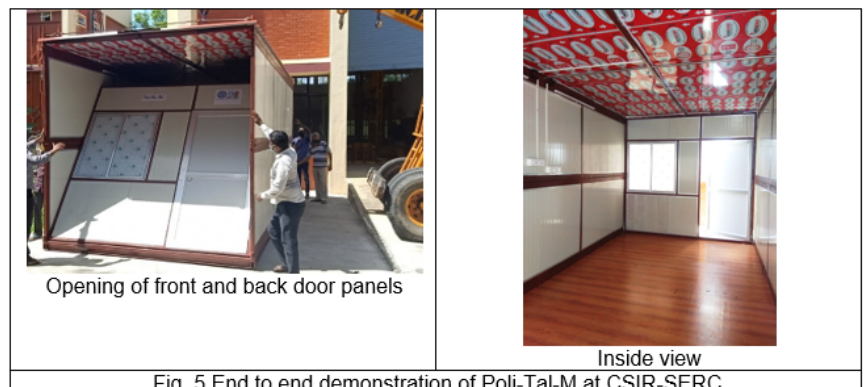 Opening of front and back door panels
Inside view
Fig. 5 End to end demonstration of Poli-Tal-M at CSIR-SERC